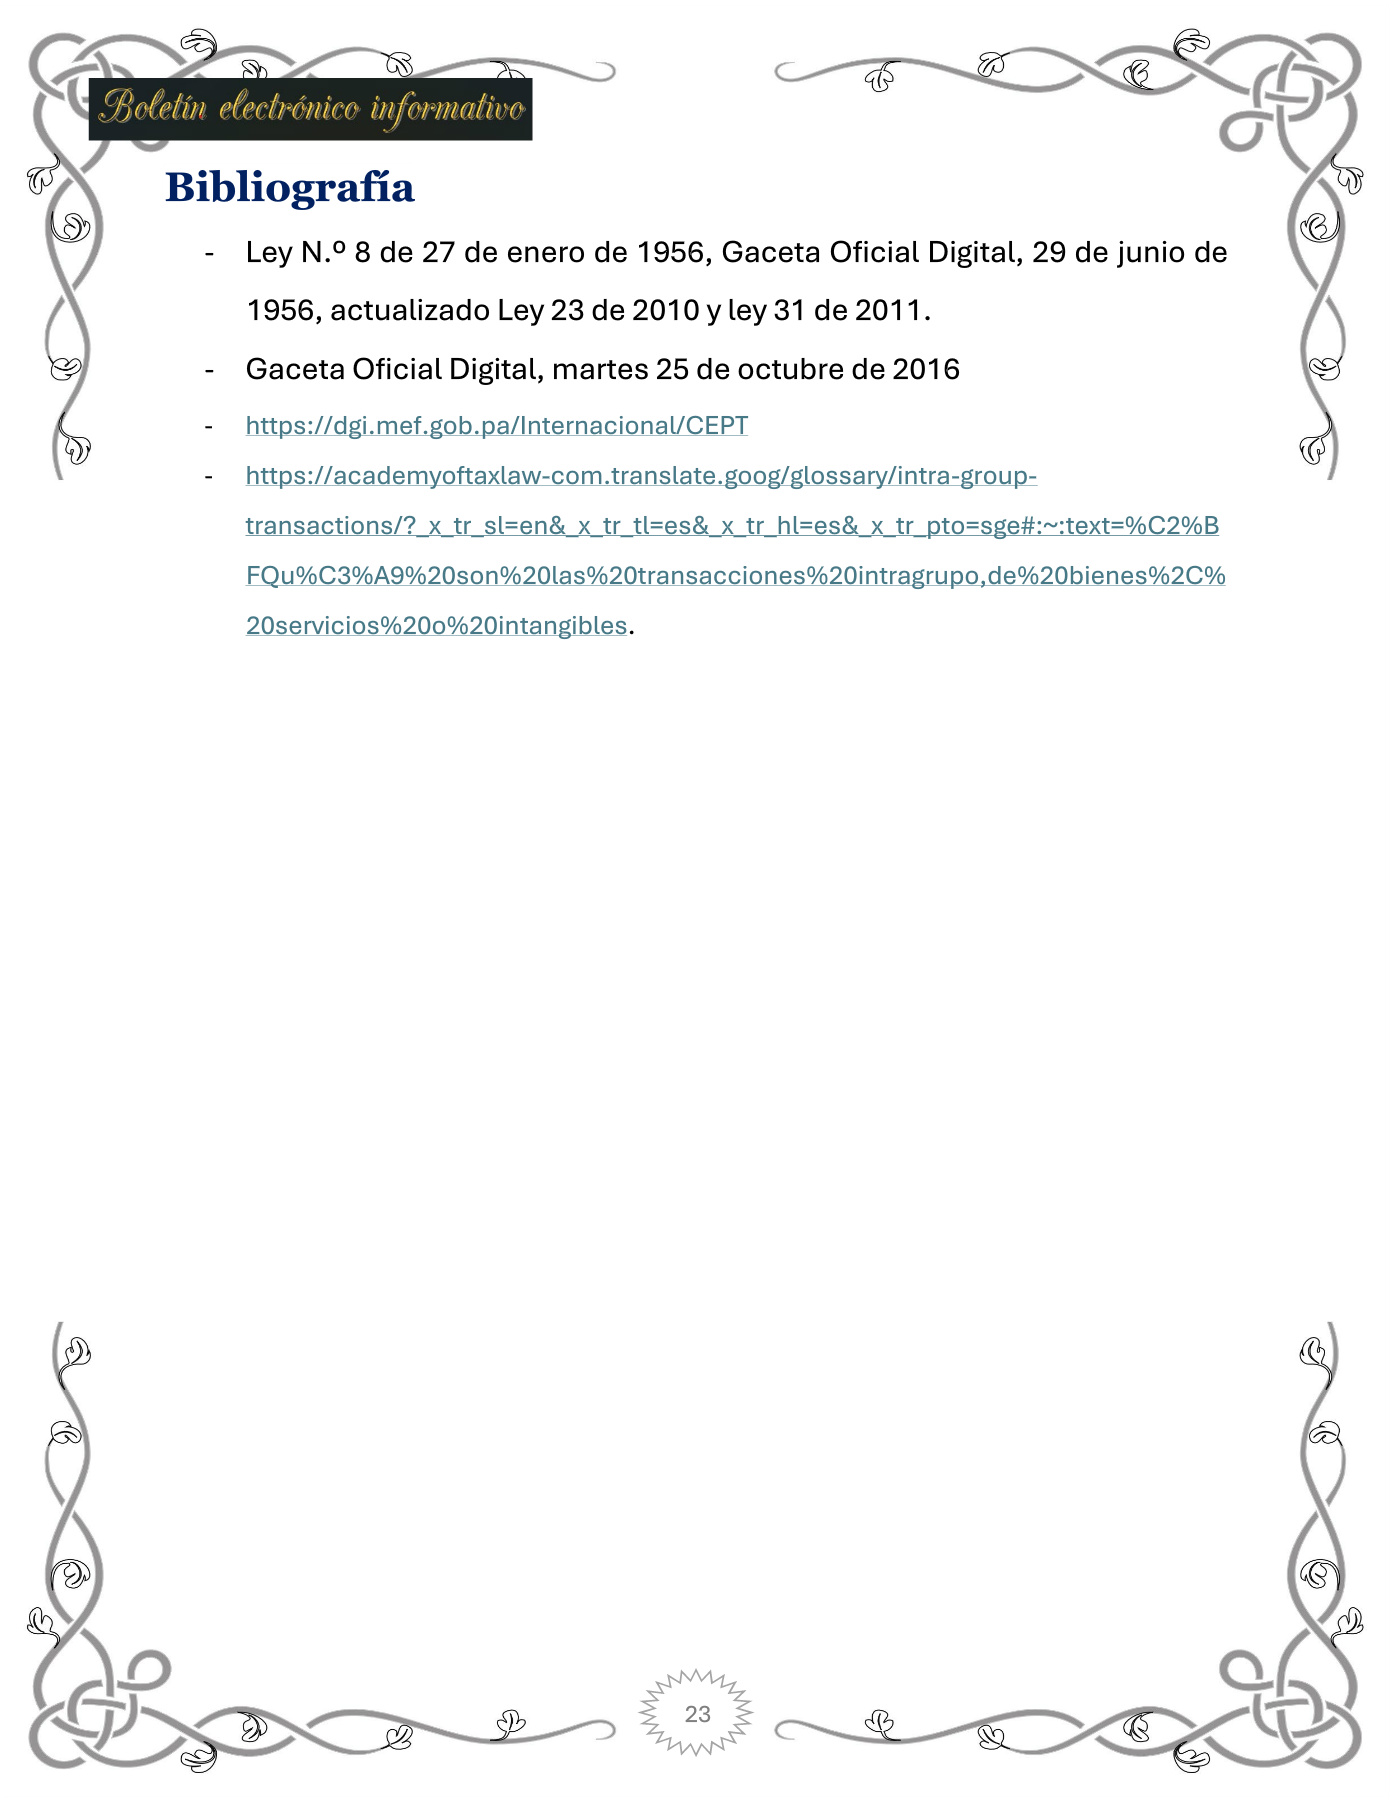 Boletín electrónico informativo
Bibliografía
- Ley N.º 8 de 27 de enero de 1956, Gaceta Oficial Digital, 29 de junio de
1956, actualizado Ley 23 de 2010 y ley 31 de 2011.
- Gaceta Oficial Digital, martes 25 de octubre de 2016
- https://dgi.mef.gob.pa/Internacional/CEPT
- https://academyoftaxlaw-com.translate.goog/glossary/intra-group-
transactions/?_x_tr_sl=en&_x_tr_tl=es&_x_tr_hl=es&_x_tr_pto=sge#:~:text=%C2%B
FQu%C3%A9%20son%20las%20transacciones%20intragrupo,de%20bienes%2C%
20servicios%20o%20intangibles.
23